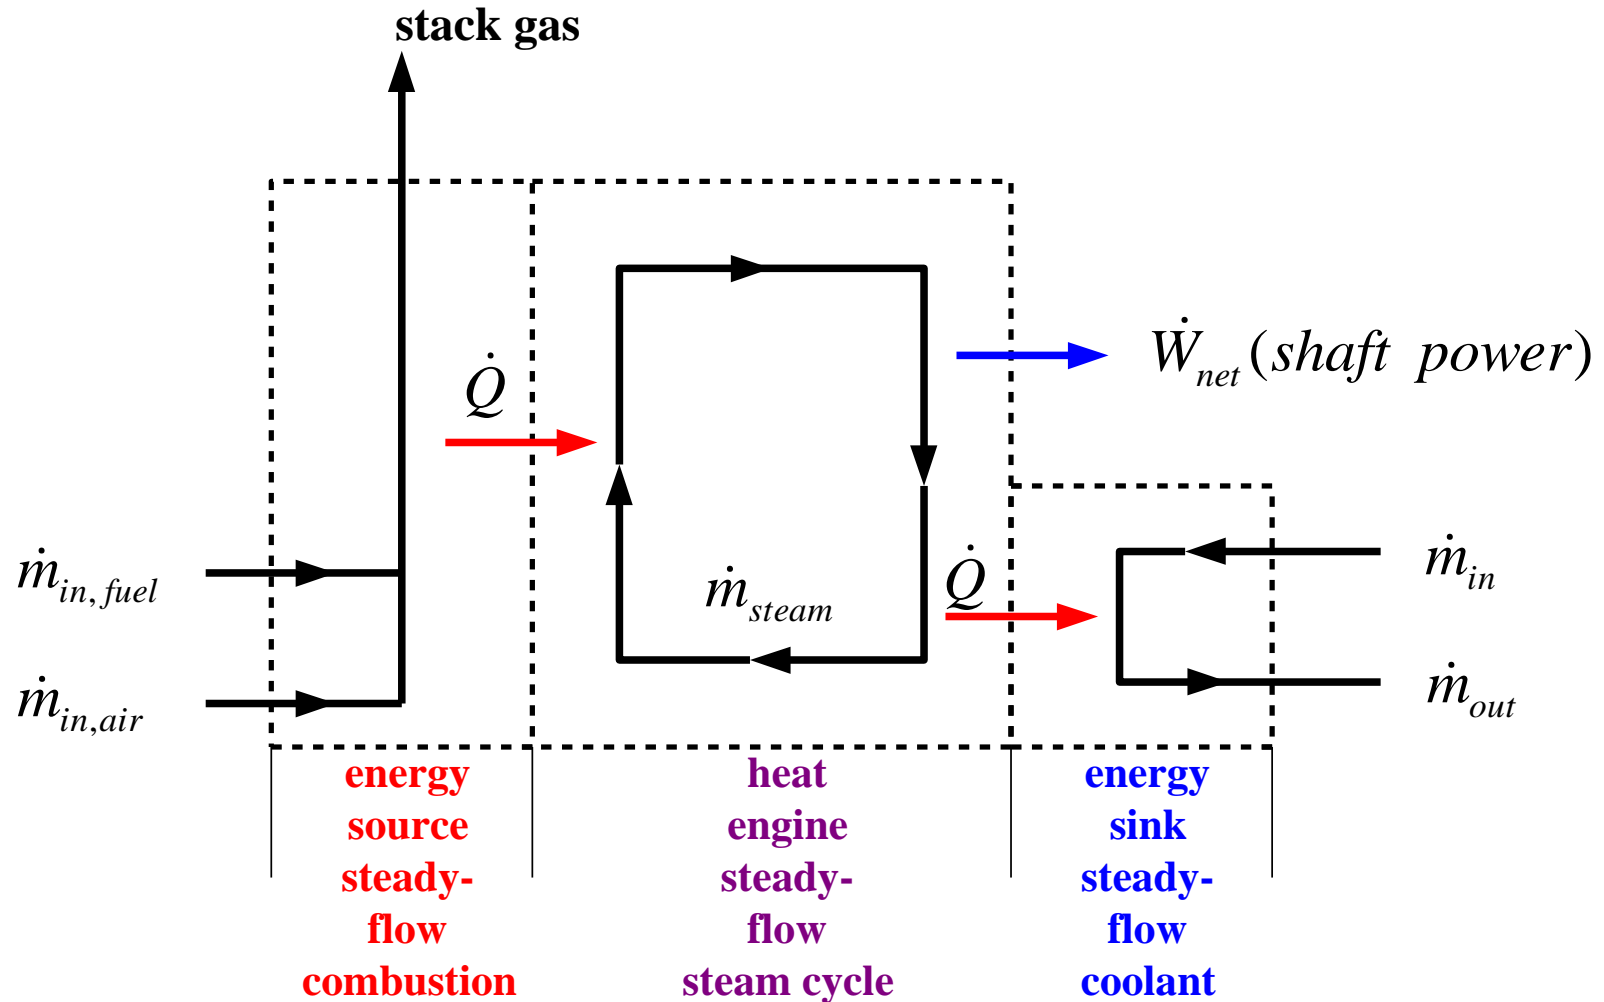 stack gas
Ẇnet (shaft power)
Q̇
ṁin, fuel
ṁsteam
Q̇
ṁin
ṁin,air
ṁout
energy
source
steady-
flow
combustion
heat
engine
steady-
flow
steam cycle
energy
sink
steady-
flow
coolant